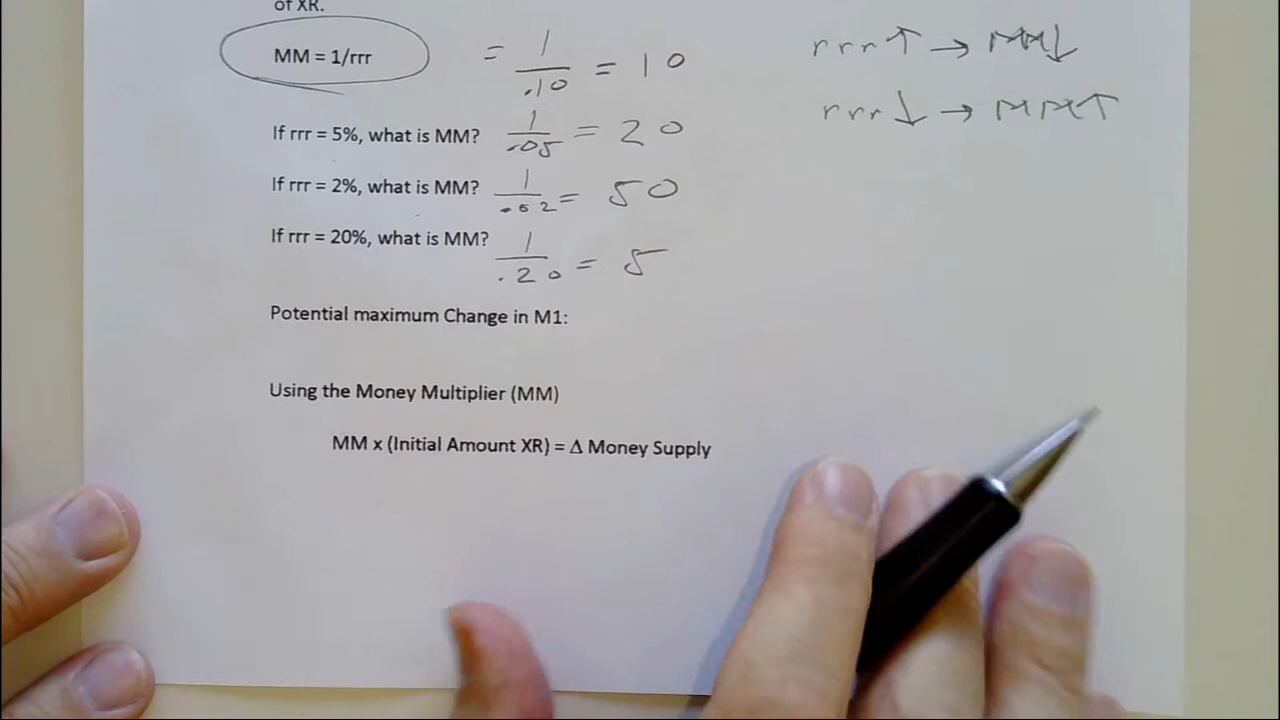 of XR.
MM = 1/rrr = 1/.10 = 10
rrr↑ → MM↓
rrr↓ → MM↑
If rrr = 5%, what is MM? 1/.05 = 20
If rrr = 2%, what is MM? 1/.02 = 50
If rrr = 20%, what is MM? 1/.20 = 5
Potential maximum Change in M1:
Using the Money Multiplier (MM)
MM x (Initial Amount XR) = Δ Money Supply